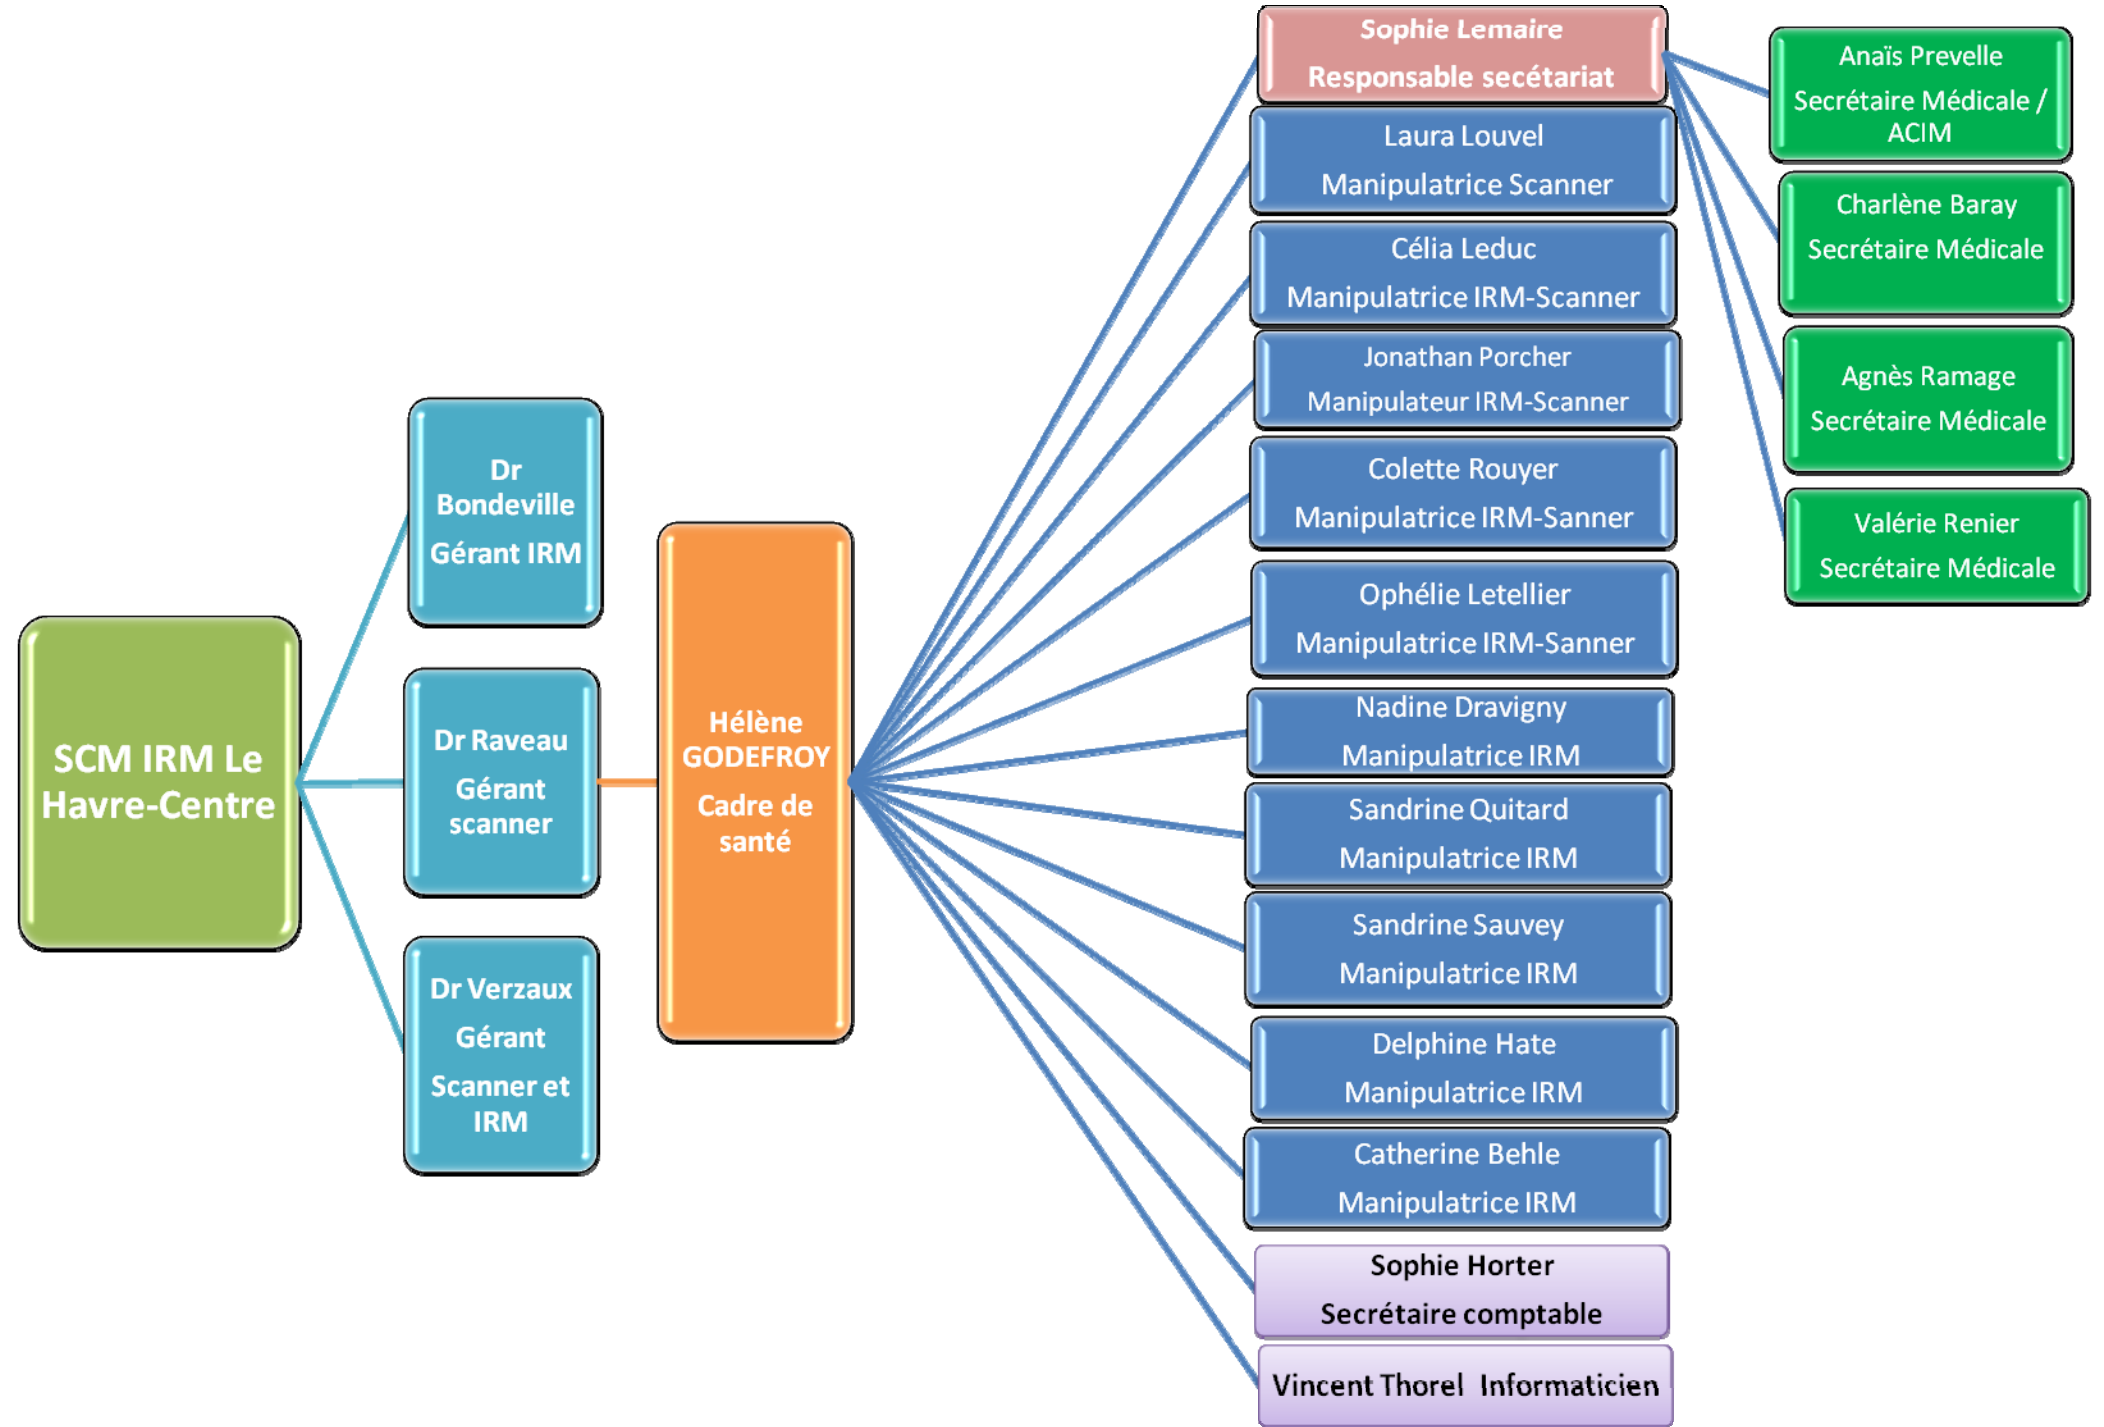 SCM IRM Le
Havre-Centre
Dr
Bondeville
Gérant IRM
Dr Raveau
Gérant
scanner
Dr Verzaux
Gérant
Scanner et
IRM
Hélène
GODEFROY
Cadre de
santé
Sophie Lemaire
Responsable secétariat
Laura Louvel
Manipulatrice Scanner
Célia Leduc
Manipulatrice IRM-Scanner
Jonathan Porcher
Manipulateur IRM-Scanner
Colette Rouyer
Manipulatrice IRM-Sanner
Ophélie Letellier
Manipulatrice IRM-Sanner
Nadine Dravigny
Manipulatrice IRM
Sandrine Quitard
Manipulatrice IRM
Sandrine Sauvey
Manipulatrice IRM
Delphine Hate
Manipulatrice IRM
Catherine Behle
Manipulatrice IRM
Sophie Horter
Secrétaire comptable
Vincent Thorel  Informaticien
Anaïs Prevelle
Secrétaire Médicale /
ACIM
Charlène Baray
Secrétaire Médicale
Agnès Ramage
Secrétaire Médicale
Valérie Renier
Secrétaire Médicale